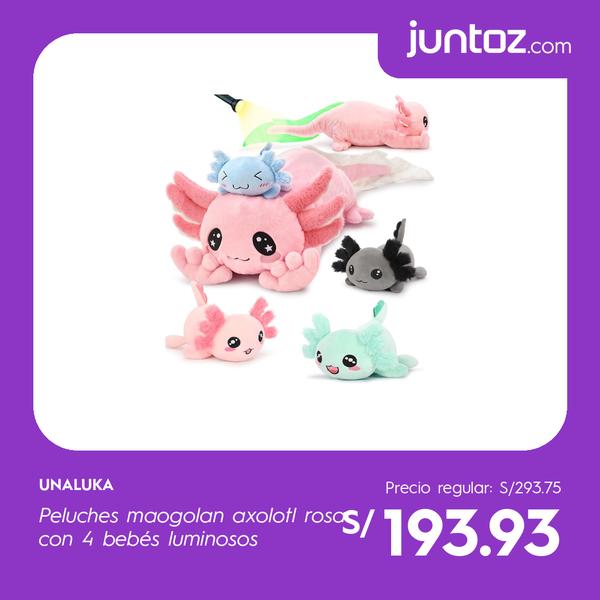 juntoz.com
UNALUKA
Peluches maogolan axolotl rosa
con 4 bebés luminosos
Precio regular: S/293.75
S/ 193.93